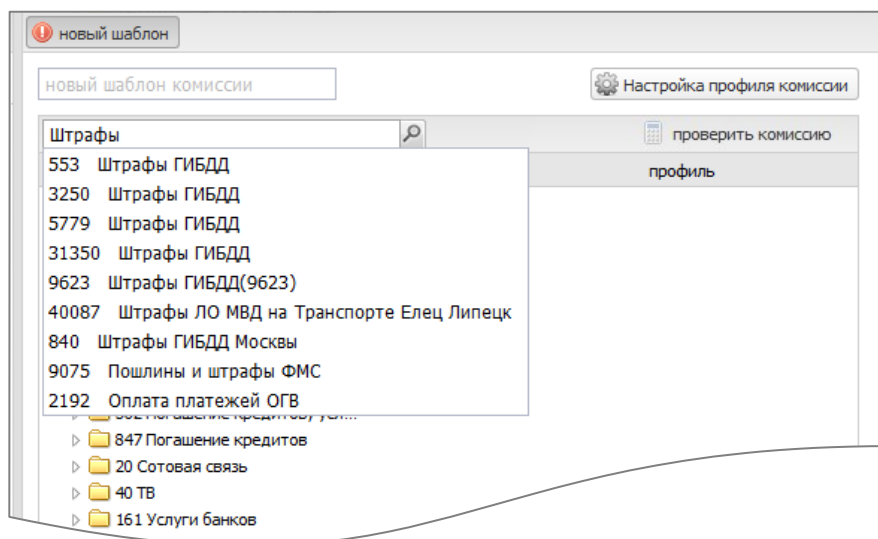 новый шаблон
новый шаблон комиссии
Настройка профиля комиссии
Штрафы
проверить комиссию
профиль
553 Штрафы ГИБДД
3250 Штрафы ГИБДД
5779 Штрафы ГИБДД
31350 Штрафы ГИБДД
9623 Штрафы ГИБДД(9623)
40087 Штрафы ЛО МВД на Транспорте Елец Липецк
840 Штрафы ГИБДД Москвы
9075 Пошлины и штрафы ФМС
2192 Оплата платежей ОГВ
847 Погашение кредитов
20 Сотовая связь
40 ТВ
161 Услуги банков